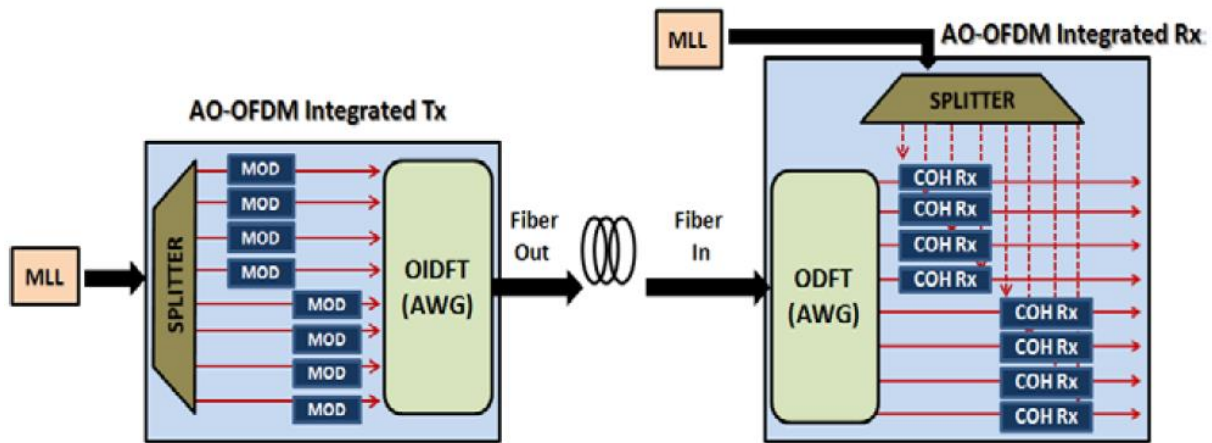 MLL
AO-OFDM Integrated Rx
SPLITTER
AO-OFDM Integrated Tx
MLL
SPLITTER
MOD
MOD
MOD
MOD
MOD
MOD
MOD
MOD
OIDFT
(AWG)
Fiber
Out
Fiber
In
ODFT
(AWG)
COH Rx
COH Rx
COH Rx
COH Rx
COH Rx
COH Rx
COH Rx
COH Rx